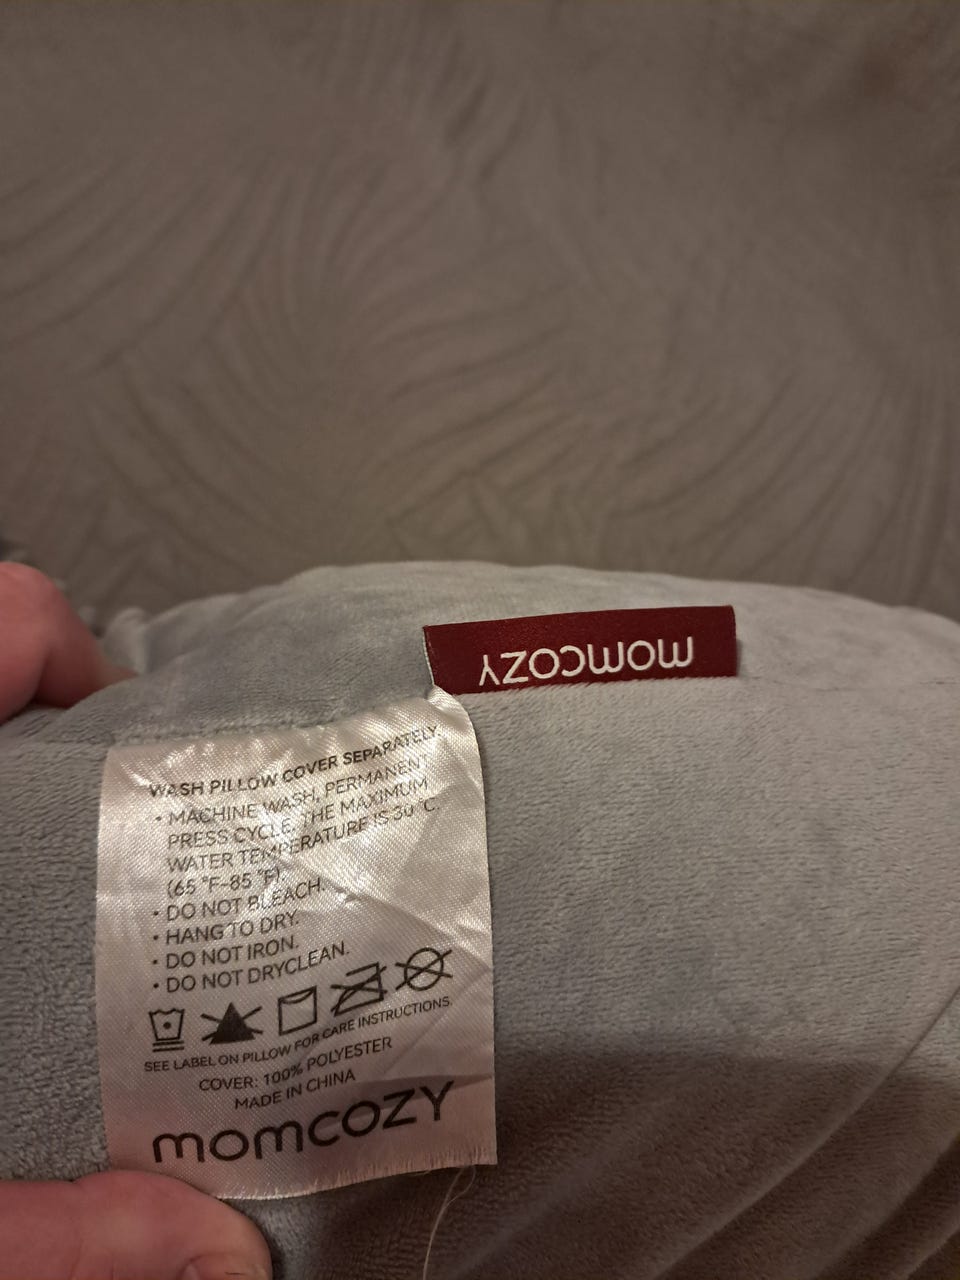 MOMCOZY
WASH PILLOW COVER SEPARATELY.
• MACHINE WASH, PERMANENT
PRESS CYCLE. THE MAXIMUM
WATER TEMPERATURE IS 30°C.
(65°F-85°F).
• DO NOT BLEACH.
• HANG TO DRY.
• DO NOT IRON.
• DO NOT DRYCLEAN.
SEE LABEL ON PILLOW FOR CARE INSTRUCTIONS.
COVER: 100% POLYESTER
MADE IN CHINA
momcozy